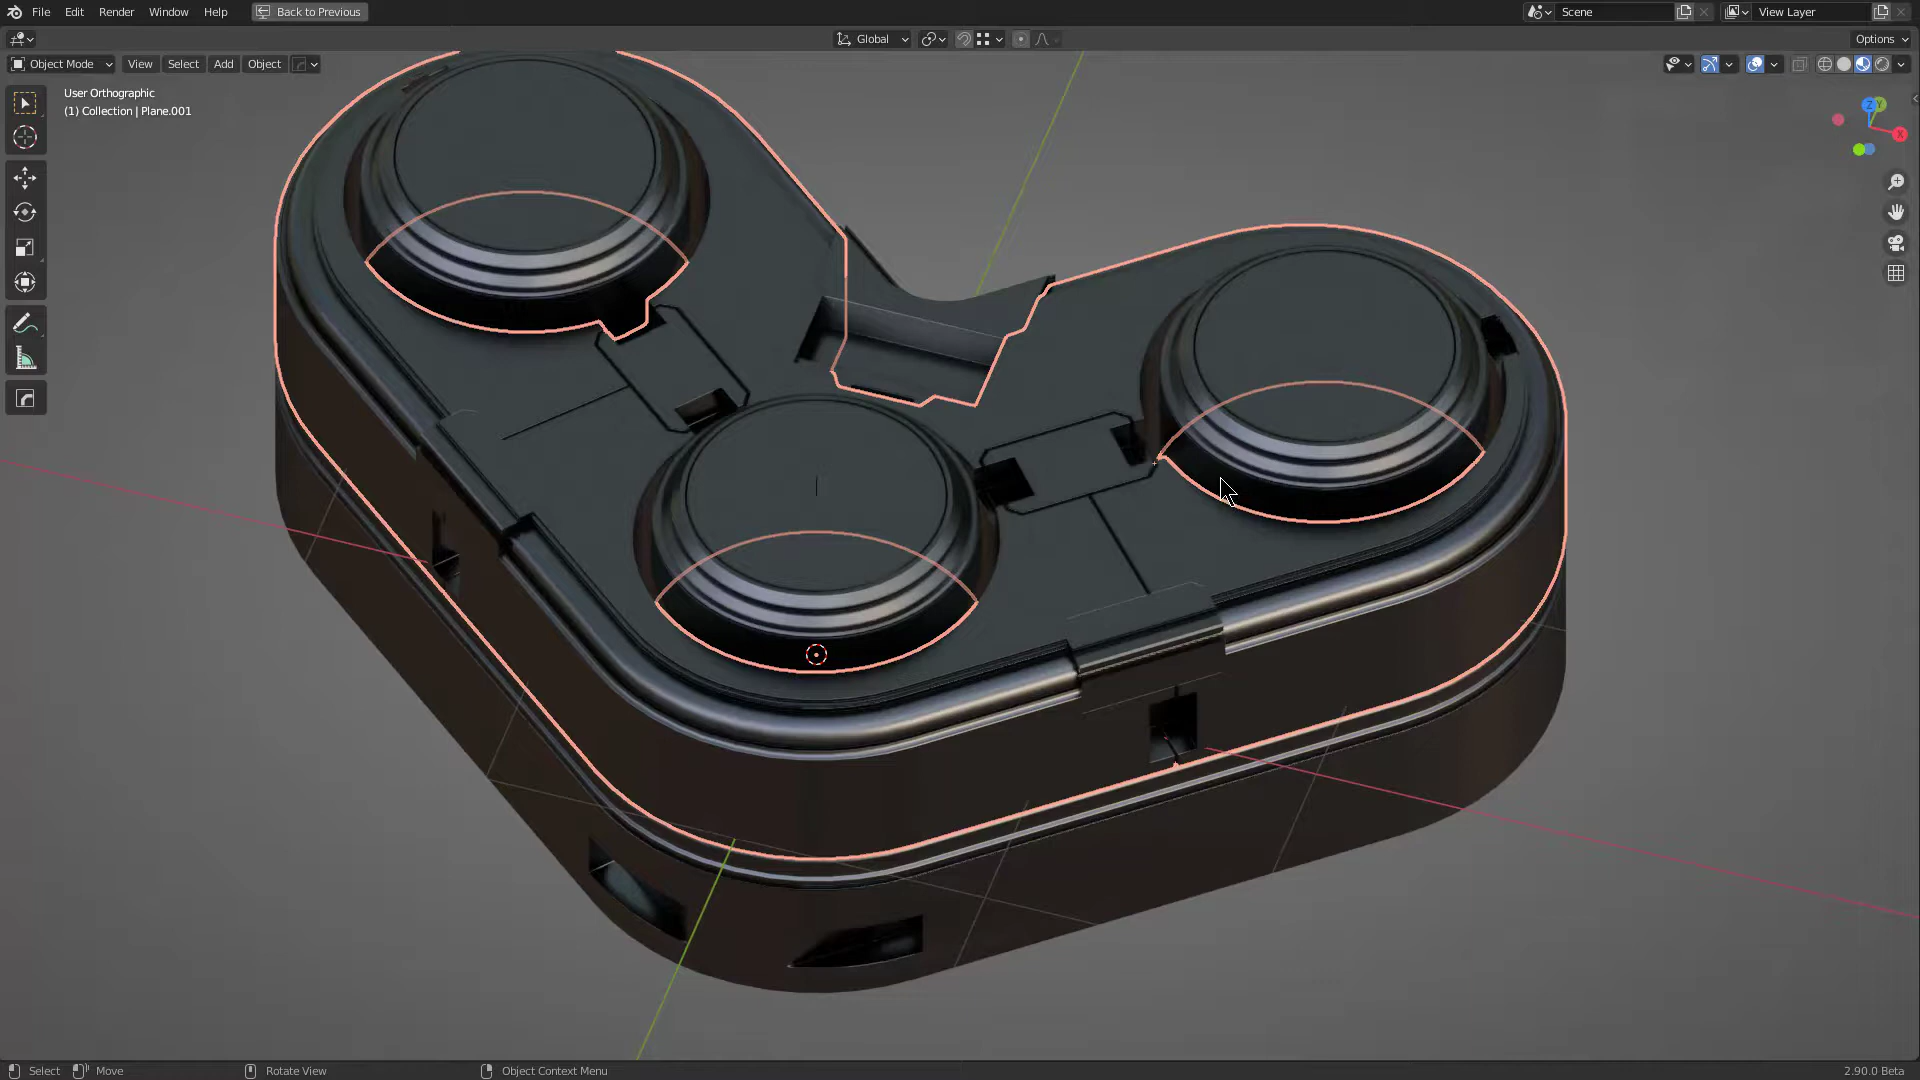 File Edit Render Window Help Back to Previous Scene View Layer
Global Options
Object Mode View Select Add Object
User Orthographic
(1) Collection | Plane.001
Z Y
X
Select Move Rotate View Object Context Menu 2.90.0 Beta